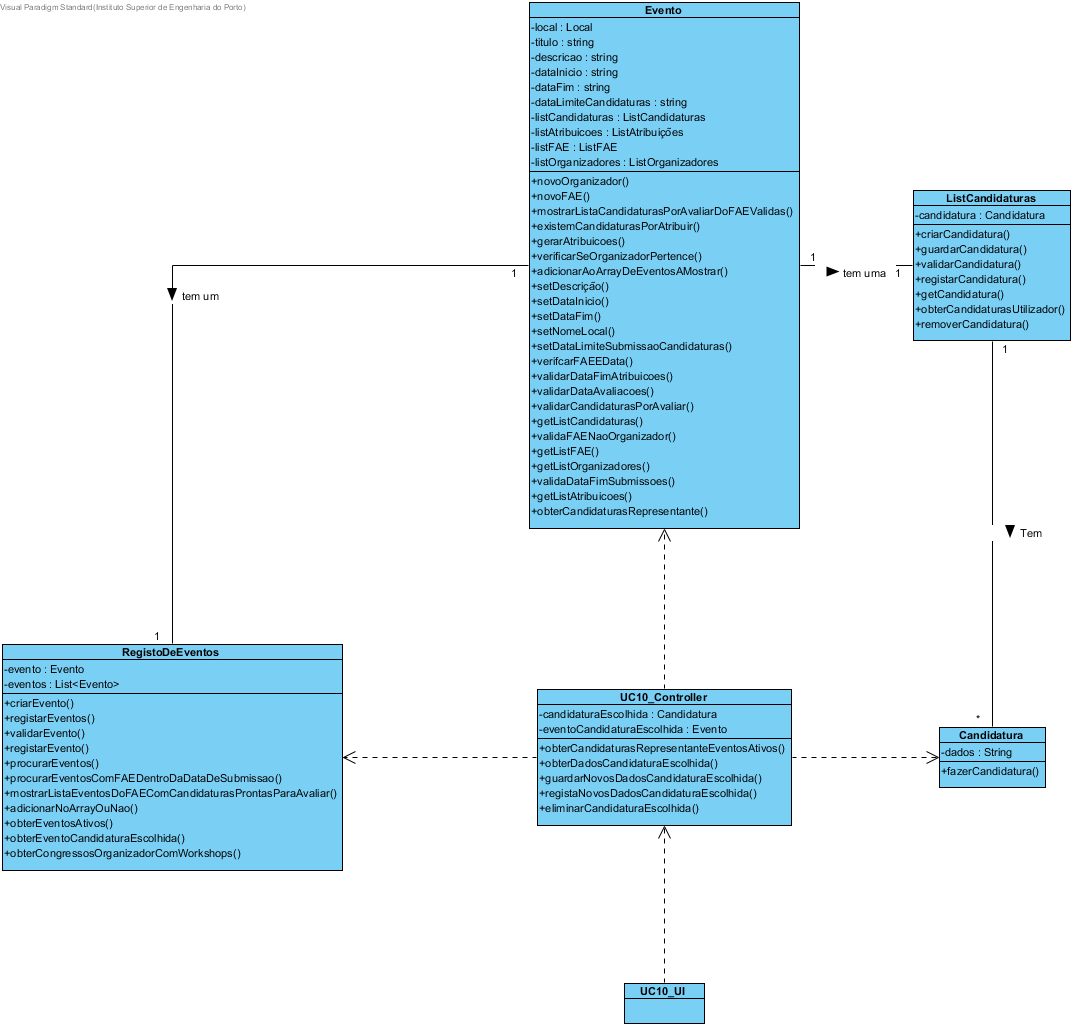 Visual Paradigm Standard(Instituto Superior de Engenharia do Porto)
Evento
-local : Local
-titulo : string
-descricao : string
-dataInicio : string
-dataFim : string
-dataLimiteCandidaturas : string
-listCandidaturas : ListCandidaturas
-listAtribuicoes : ListAtribuições
-listFAE : ListFAE
-listOrganizadores : ListOrganizadores
+novoOrganizador()
+novoFAE()
+mostrarListaCandidaturasPorAvaliarDoFAEValidas()
+existemCandidaturasPorAtribuir()
+gerarAtribuicoes()
+verificarSeOrganizadorPertence()
+adicionarAoArrayDeEventosAMostrar()
+setDescrição()
+setDataInicio()
+setDataFim()
+setNomeLocal()
+setDataLimiteSubmissaoCandidaturas()
+verifcarFAEEData()
+validarDataFimAtribuicoes()
+validarDataAvaliacoes()
+validarCandidaturasPorAvaliar()
+getListCandidaturas()
+validaFAENaoOrganizador()
+getListFAE()
+getListOrganizadores()
+validaDataFimSubmissoes()
+getListAtribuicoes()
+obterCandidaturasRepresentante()
ListCandidaturas
-candidatura : Candidatura
+criarCandidatura()
+guardarCandidatura()
+validarCandidatura()
+registarCandidatura()
+getCandidatura()
+obterCandidaturasUtilizador()
+removerCandidatura()
1
tem uma
1
1
tem um
1
1
Tem
*
RegistoDeEventos
-evento : Evento
-eventos : List<Evento>
+criarEvento()
+registarEventos()
+validarEvento()
+registarEvento()
+procurarEventos()
+procurarEventosComFAEDentroDaDataDeSubmissao()
+mostrarListaEventosDoFAEComCandidaturasProntasParaAvaliar()
+adicionarNoArrayOuNao()
+obterEventosAtivos()
+obterEventoCandidaturaEscolhida()
+obterCongressosOrganizadorComWorkshops()
UC10_Controller
-candidaturaEscolhida : Candidatura
-eventoCandidaturaEscolhida : Evento
+obterCandidaturasRepresentanteEventosAtivos()
+obterDadosCandidaturaEscolhida()
+guardarNovosDadosCandidaturaEscolhida()
+registaNovosDadosCandidaturaEscolhida()
+eliminarCandidaturaEscolhida()
Candidatura
-dados : String
+fazerCandidatura()
UC10_UI